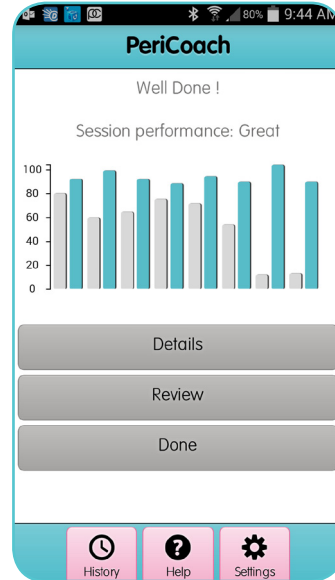 80% 9:44 AM
PeriCoach
Well Done !
Session performance: Great
100
80
60
40
20
0
Details
Review
Done
History Help Settings